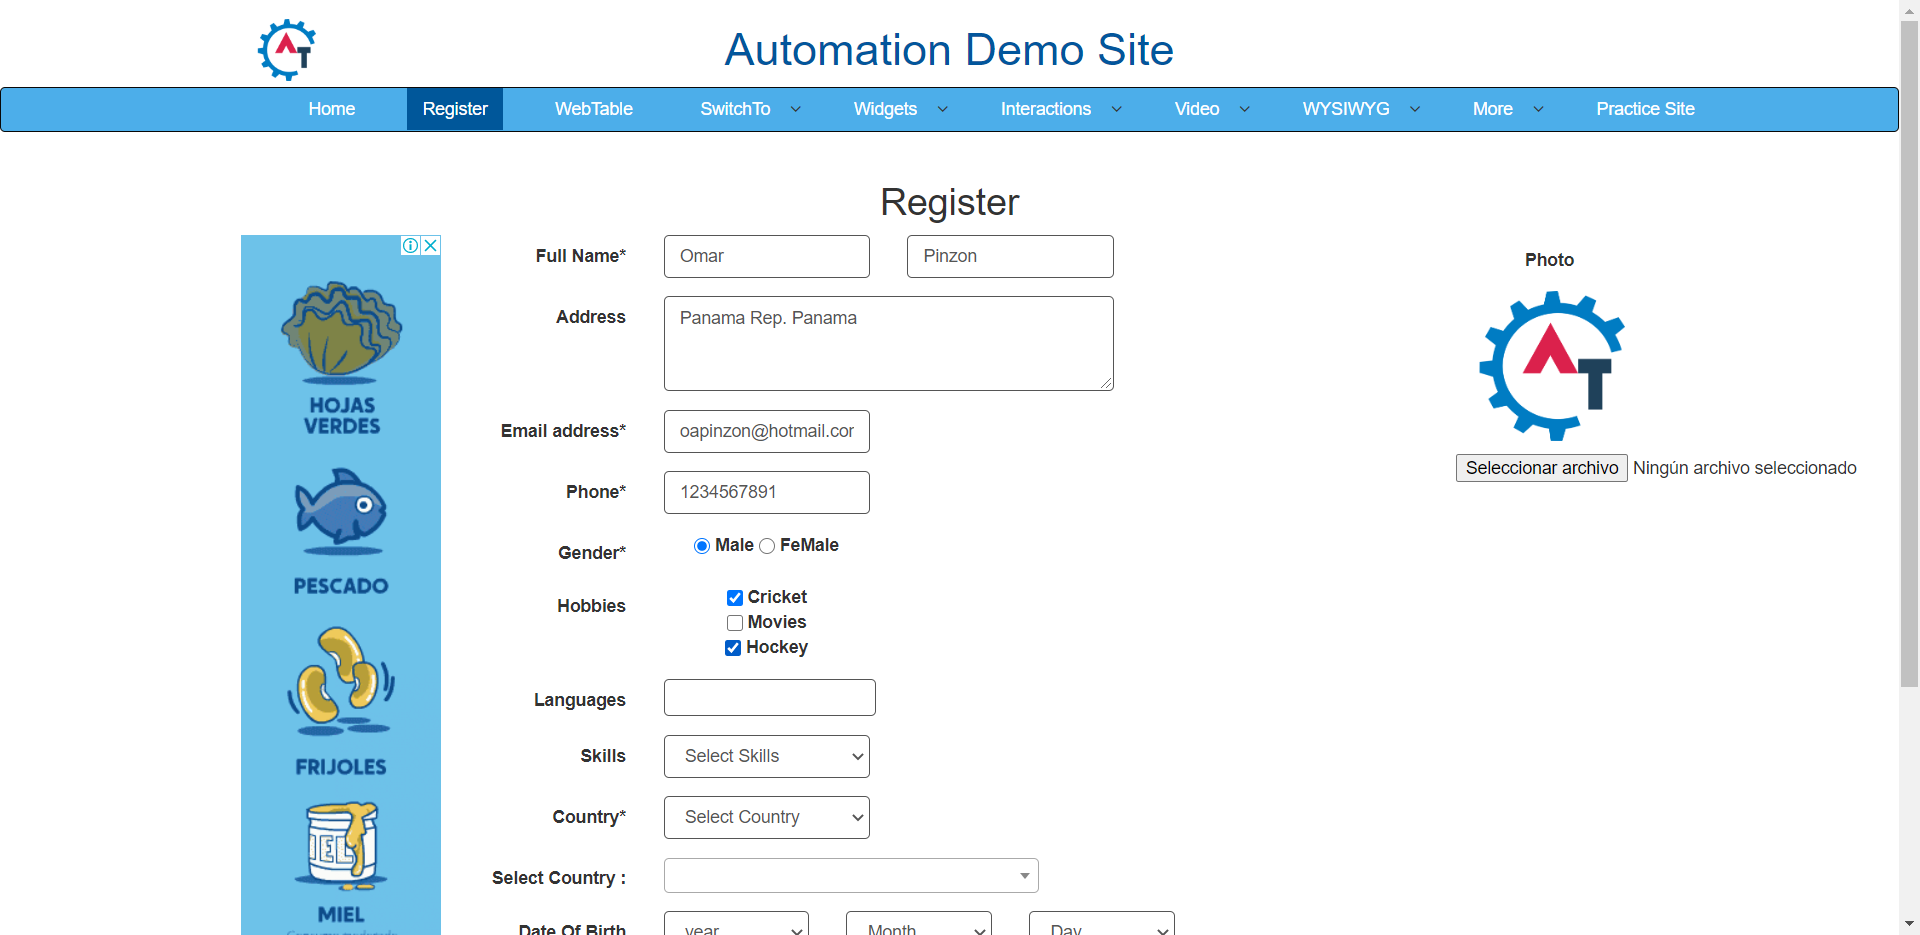 AT
Automation Demo Site
Home Register WebTable SwitchTo Widgets Interactions Video WYSIWYG More Practice Site
Register
Full Name* Omar Pinzon
Address Panama Rep. Panama
Email address* oapinzon@hotmail.cor
Phone* 1234567891
Gender* Male FeMale
Hobbies Cricket
Movies
Hockey
Languages
Skills Select Skills
Country* Select Country
Select Country :
Date Of Birth year Month Day
Photo
AT
Seleccionar archivo Ningún archivo seleccionado
HOJAS
VERDES
PESCADO
FRIJOLES
MIEL